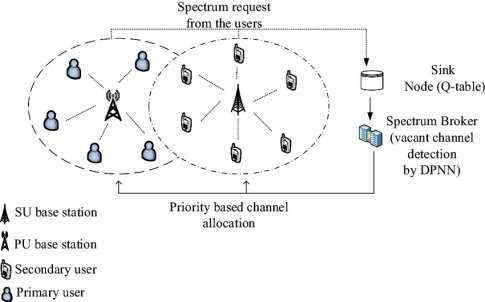 Spectrum request
from the users
Sink
Node (Q-table)
Spectrum Broker
(vacant channel
detection
by DPNN)
Priority based channel
allocation
SU base station
PU base station
Secondary user
Primary user